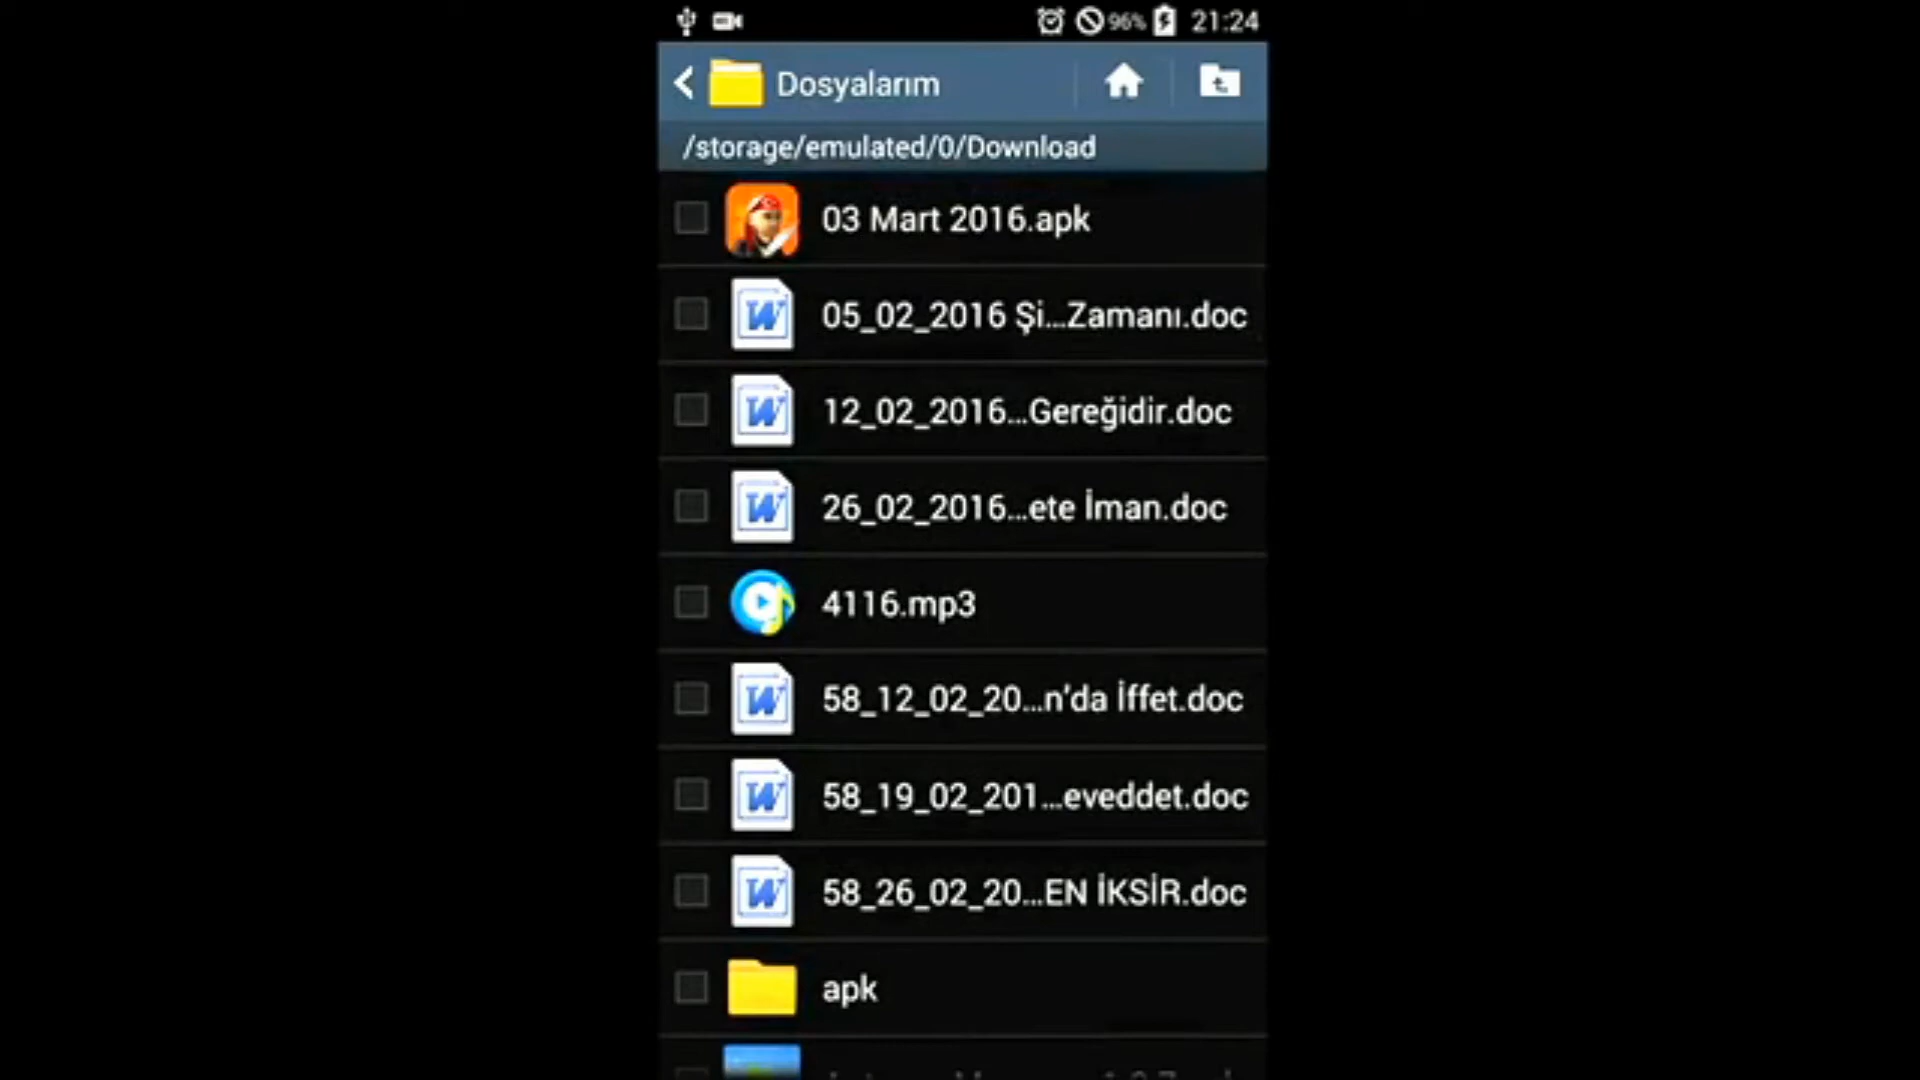 96% 21:24
Dosyalarım
/storage/emulated/0/Download
03 Mart 2016.apk
05_02_2016 Şi...Zamanı.doc
12_02_2016...Gereğidir.doc
26_02_2016...ete İman.doc
4116.mp3
58_12_02_20...n'da İffet.doc
58_19_02_201...eveddet.doc
58_26_02_20...EN İKSİR.doc
apk